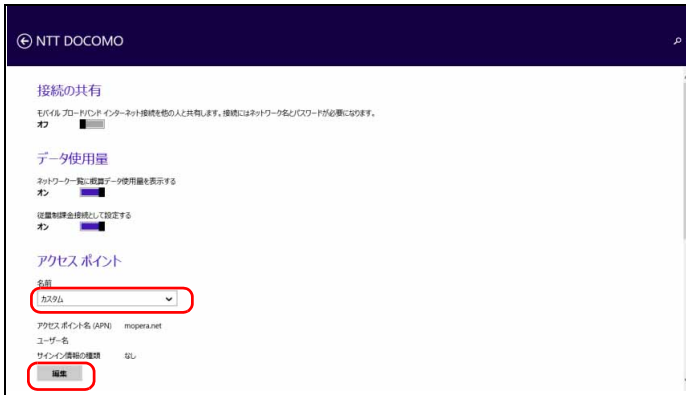 NTT DOCOMO
接続の共有
モバイル ブロードバンド インターネット接続を他の人と共有します。接続にはネットワーク名とパスワードが必要になります。
オフ
データ使用量
ネットワーク一覧に概算データ使用量を表示する
オン
従量制課金接続として設定する
オン
アクセス ポイント
名前
カスタム
アクセス ポイント名 (APN) mopera.net
ユーザー名
サインイン情報の種類 なし
編集